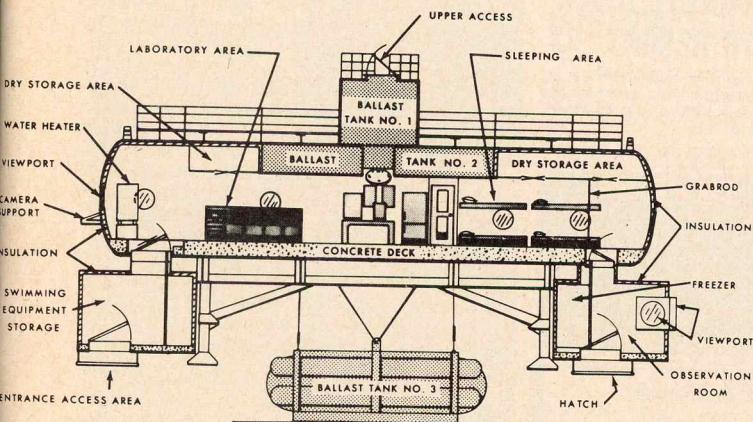 UPPER ACCESS
LABORATORY AREA
SLEEPING AREA
DRY STORAGE AREA
BALLAST
TANK NO. 1
WATER HEATER
BALLAST
TANK NO. 2
DRY STORAGE AREA
VIEWPORT
GRABROD
CAMERA
UPPORT
INSULATION
NSULATION
CONCRETE DECK
SWIMMING
EQUIPMENT
STORAGE
FREEZER
VIEWPORT
BALLAST TANK NO. 3
OBSERVATION
ROOM
ENTRANCE ACCESS AREA
HATCH